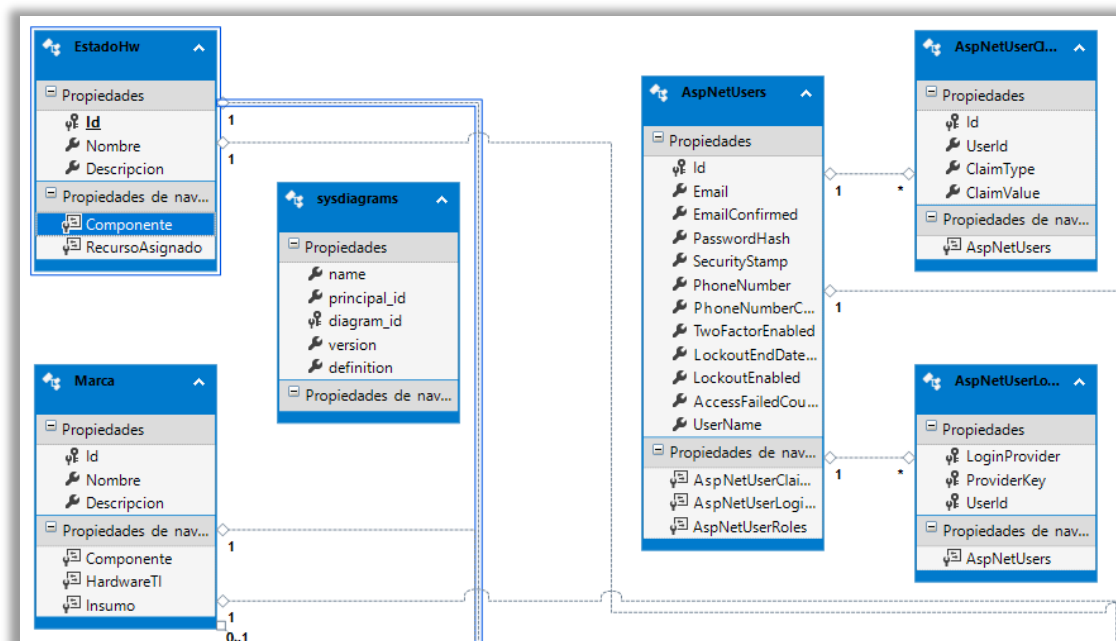 EstadoHw
Propiedades
Id
Nombre
Descripcion
Propiedades de nav...
Componente
RecursoAsignado
1
1
sysdiagrams
Propiedades
name
principal_id
diagram_id
version
definition
Propiedades de nav...
Marca
Propiedades
Id
Nombre
Descripcion
Propiedades de nav...
Componente
HardwareTI
Insumo
1
1
0..1
AspNetUsers
Propiedades
Id
Email
EmailConfirmed
PasswordHash
SecurityStamp
PhoneNumber
PhoneNumberC...
TwoFactorEnabled
LockoutEndDate...
LockoutEnabled
AccessFailedCou...
UserName
Propiedades de nav...
AspNetUserClai...
AspNetUserLogi...
AspNetUserRoles
1
*
1
1
*
AspNetUserCl...
Propiedades
Id
UserId
ClaimType
ClaimValue
Propiedades de nav...
AspNetUsers
AspNetUserLo...
Propiedades
LoginProvider
ProviderKey
UserId
Propiedades de nav...
AspNetUsers